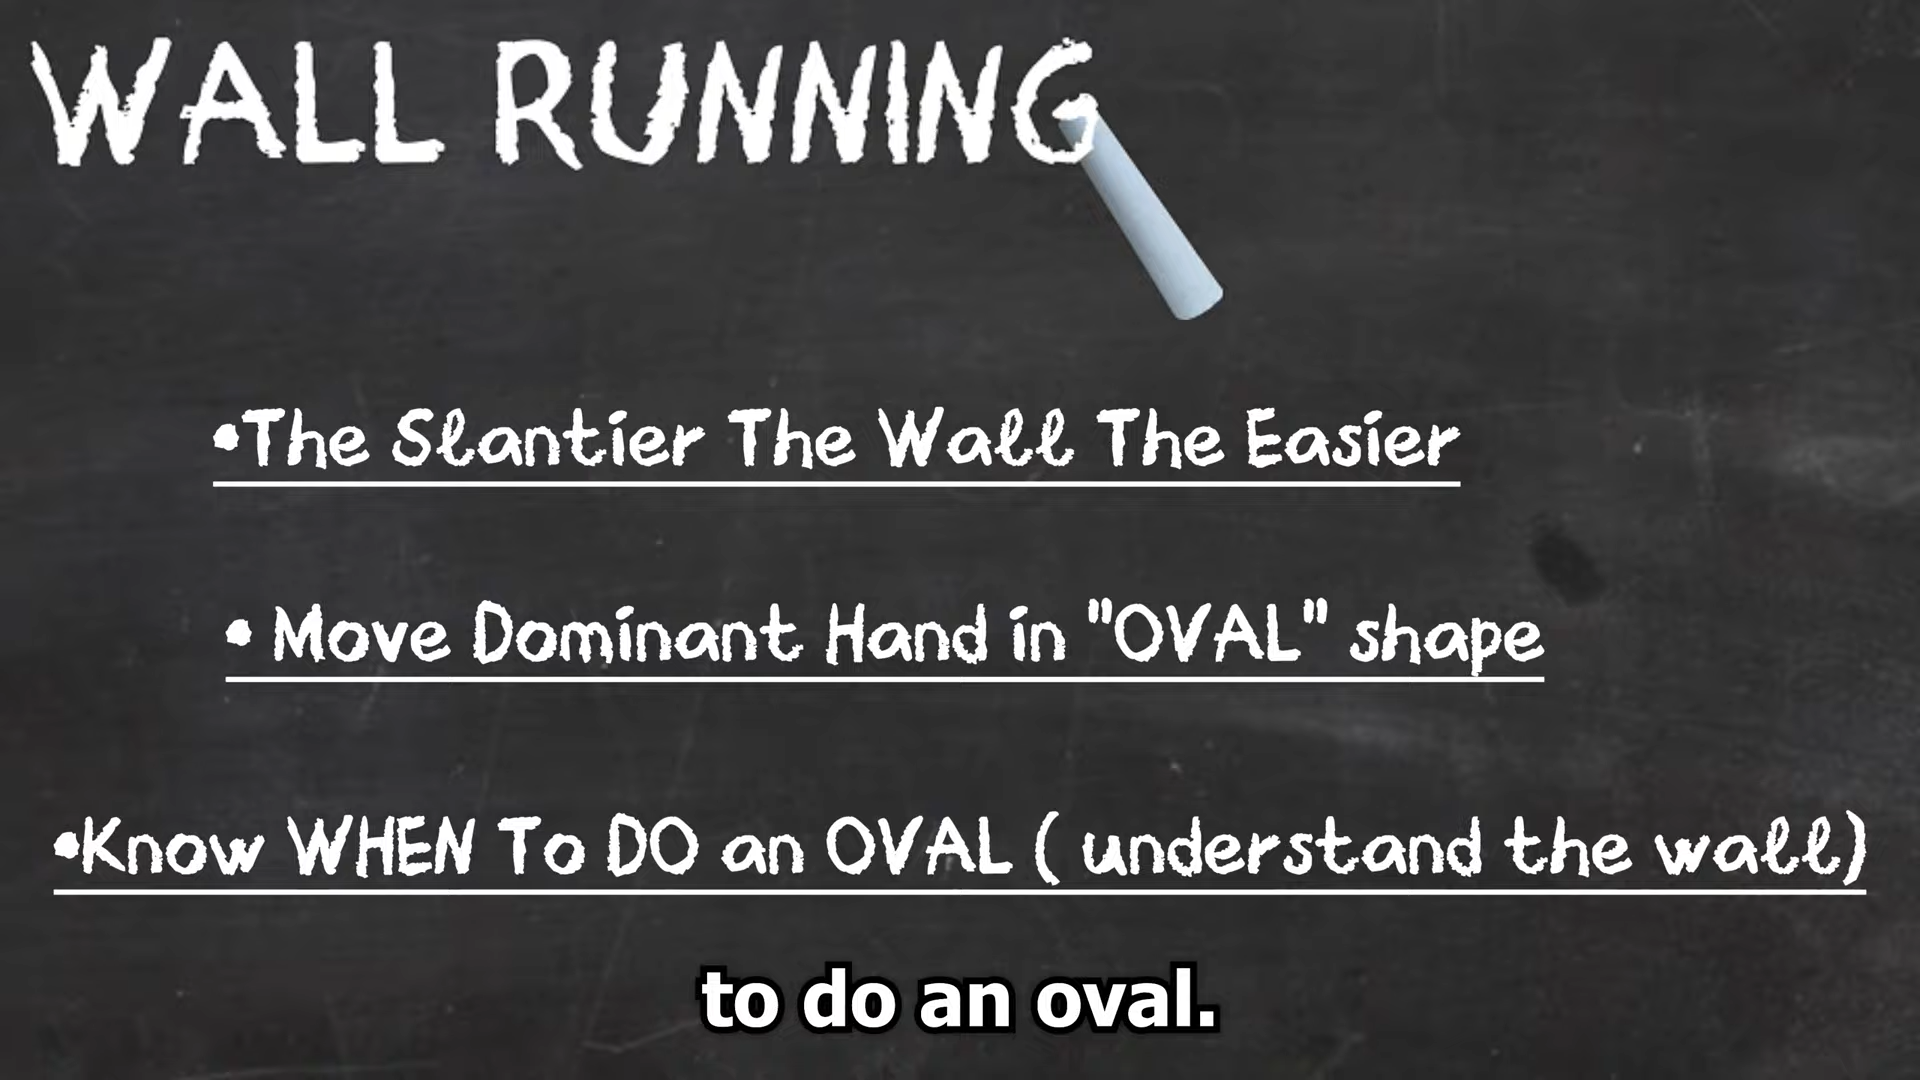 WALL RUNNING
•The Slantier The Wall The Easier
• Move Dominant Hand in "OVAL" shape
•Know WHEN To DO an OVAL ( understand the wall)
to do an oval.